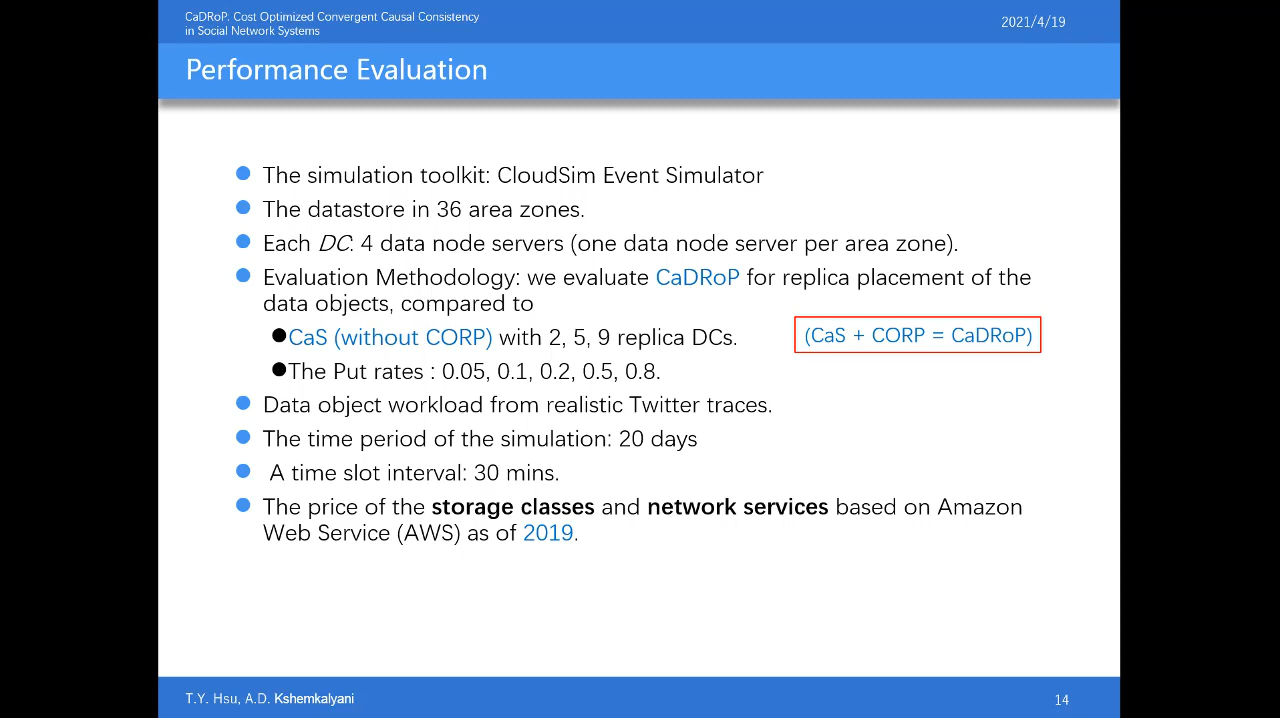 CaDRoP: Cost Optimized Convergent Causal Consistency
in Social Network Systems
2021/4/19
Performance Evaluation
The simulation toolkit: CloudSim Event Simulator
The datastore in 36 area zones.
Each DC: 4 data node servers (one data node server per area zone).
Evaluation Methodology: we evaluate CaDRoP for replica placement of the
data objects, compared to
CaS (without CORP) with 2, 5, 9 replica DCs.
(CaS + CORP = CaDRoP)
The Put rates : 0.05, 0.1, 0.2, 0.5, 0.8.
Data object workload from realistic Twitter traces.
The time period of the simulation: 20 days
A time slot interval: 30 mins.
The price of the storage classes and network services based on Amazon
Web Service (AWS) as of 2019.
T.Y. Hsu, A.D. Kshemkalyani
14